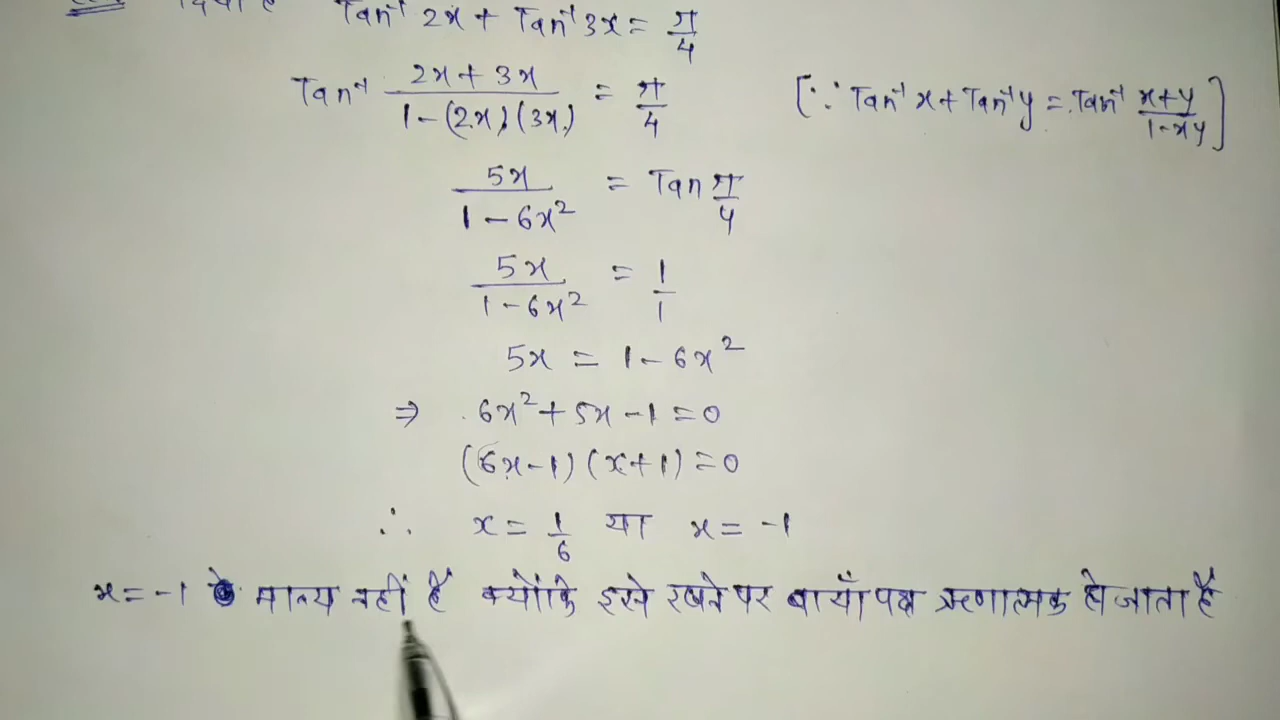 दिया है Tan⁻¹ 2x + Tan⁻¹ 3x = π/4
Tan⁻¹ (2x + 3x)/(1 - (2x)(3x)) = π/4 [∵ Tan⁻¹ x + Tan⁻¹ y = Tan⁻¹ (x+y)/(1-xy)]
5x/(1 - 6x²) = Tan π/4
5x/(1 - 6x²) = 1/1
5x = 1 - 6x²
⇒ 6x² + 5x - 1 = 0
(6x - 1) (x + 1) = 0
∴ x = 1/6 या x = -1
x = -1 मान्य नहीं है क्योंकि इसे रखने पर बायाँ पक्ष ऋणात्मक हो जाता है